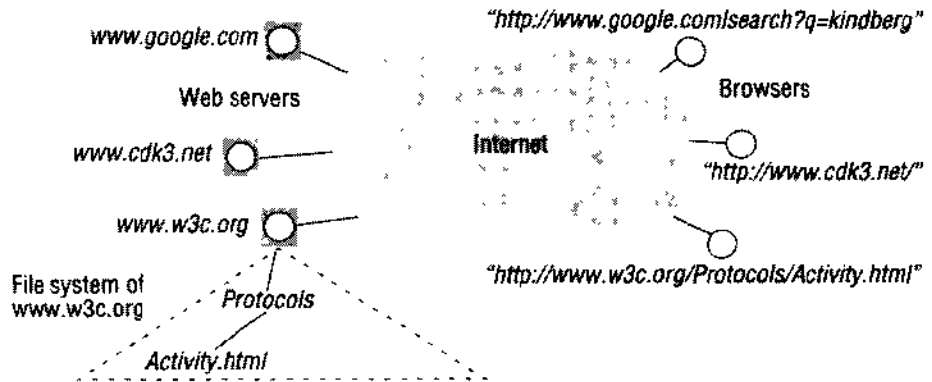 www.google.com
"http://www.google.comlsearch?q=kindberg"
Web servers
Browsers
www.cdk3.net
Internet
"http://www.cdk3.net/"
www.w3c.org
"http://www.w3c.org/Protocols/Activity.html"
File system of
www.w3c.org
Protocols
Activity.html